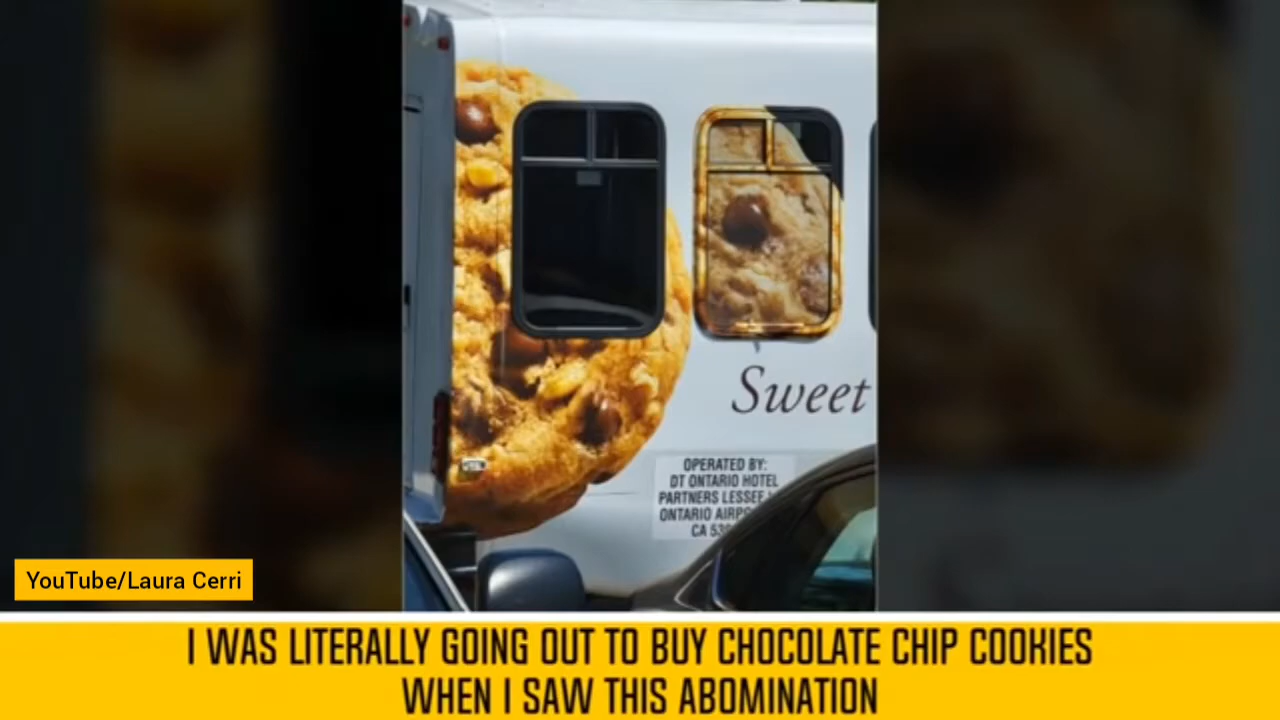 Sweet
OPERATED BY:
DT ONTARIO HOTEL
PARTNERS LESSEE
ONTARIO
CA
YouTube/Laura Cerri
I WAS LITERALLY GOING OUT TO BUY CHOCOLATE CHIP COOKIES
WHEN I SAW THIS ABOMINATION